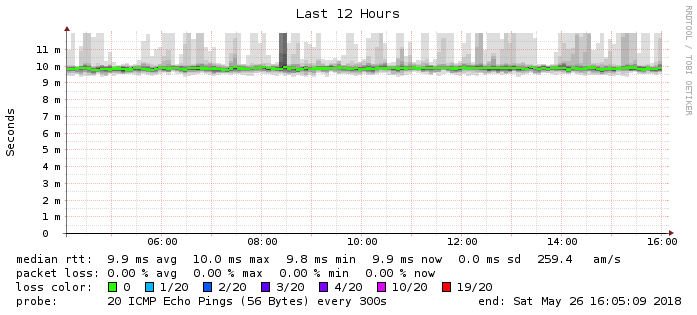 Last 12 Hours
RRDTOOL / TOBI OETIKER
Seconds
11 m
10 m
9 m
8 m
7 m
6 m
5 m
4 m
3 m
2 m
1 m
0
06:00 08:00 10:00 12:00 14:00 16:00
median rtt: 9.9 ms avg 10.0 ms max 9.8 ms min 9.9 ms now 0.0 ms sd 259.4 am/s
packet loss: 0.00 % avg 0.00 % max 0.00 % min 0.00 % now
loss color: 0 1/20 2/20 3/20 4/20 10/20 19/20
probe: 20 ICMP Echo Pings (56 Bytes) every 300s end: Sat May 26 16:05:09 2018